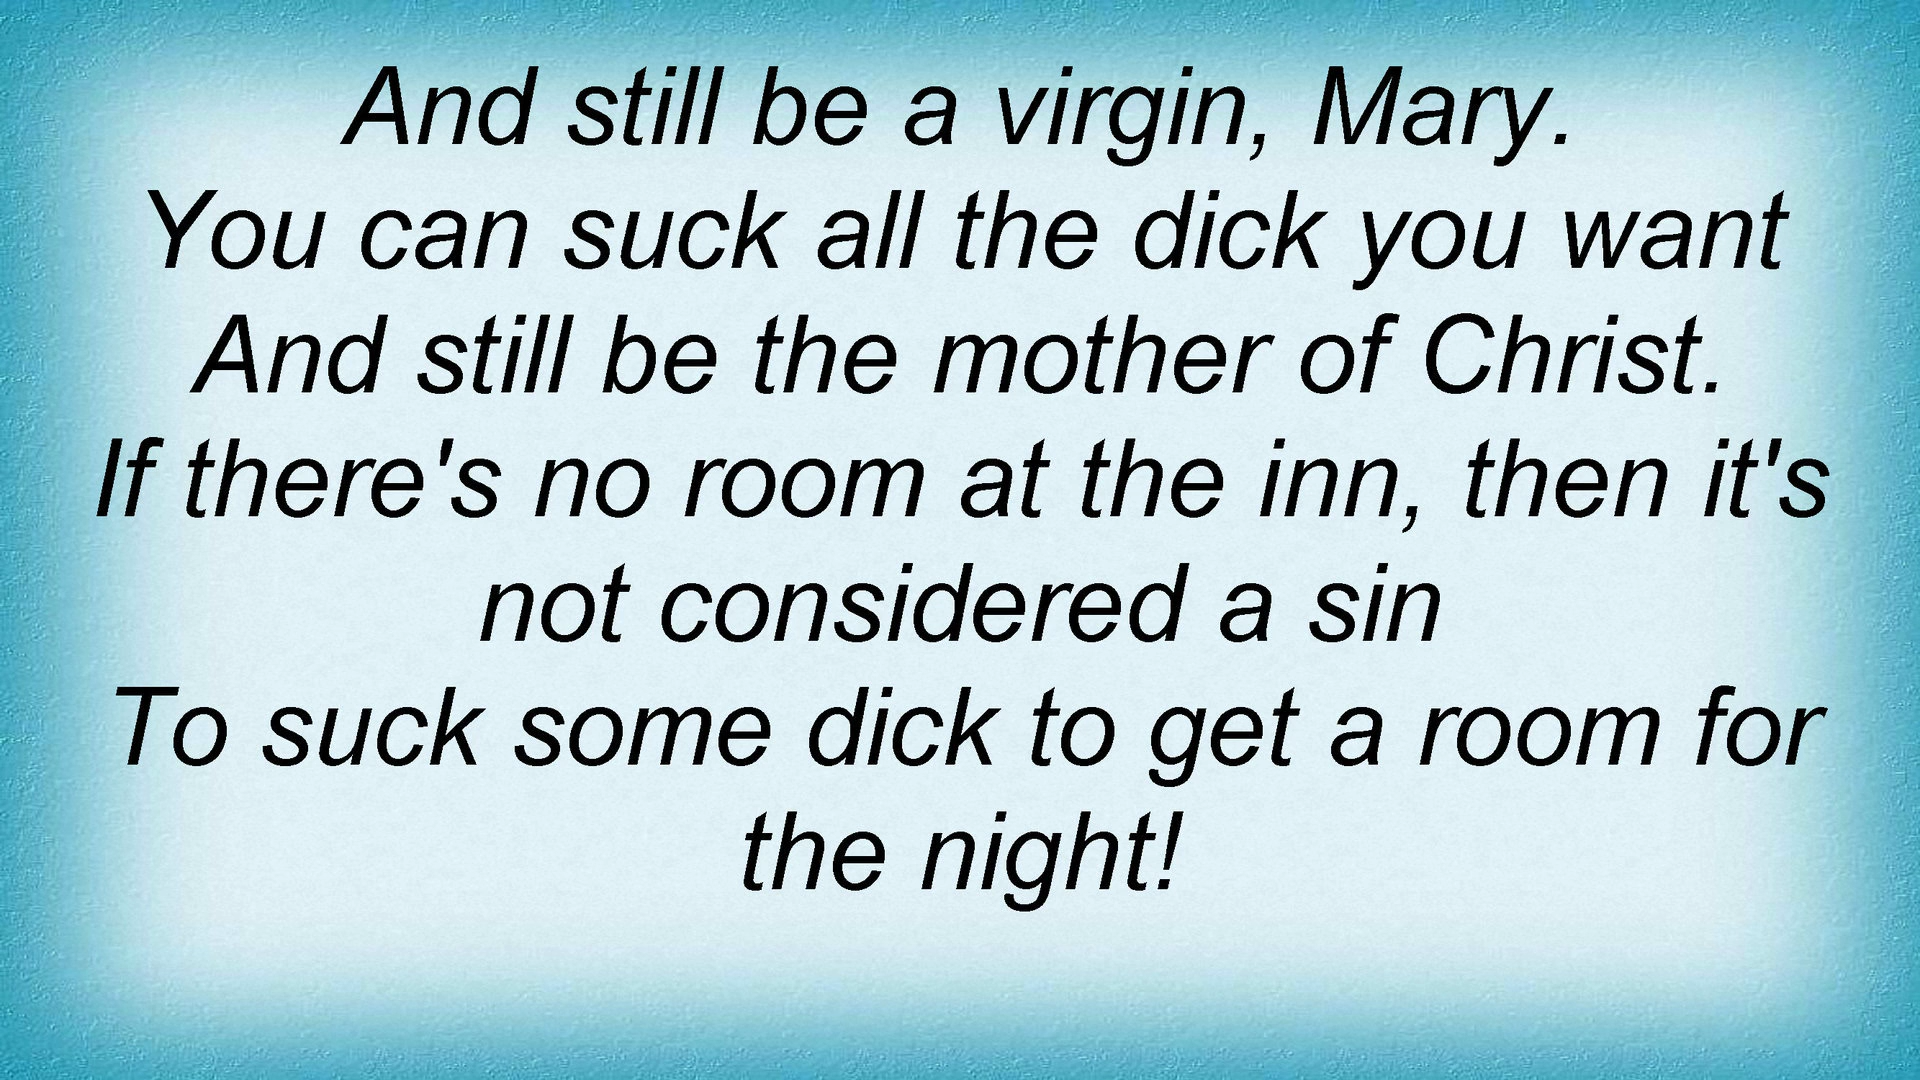 And still be a virgin, Mary.
You can suck all the dick you want
And still be the mother of Christ.
If there's no room at the inn, then it's
not considered a sin
To suck some dick to get a room for
the night!